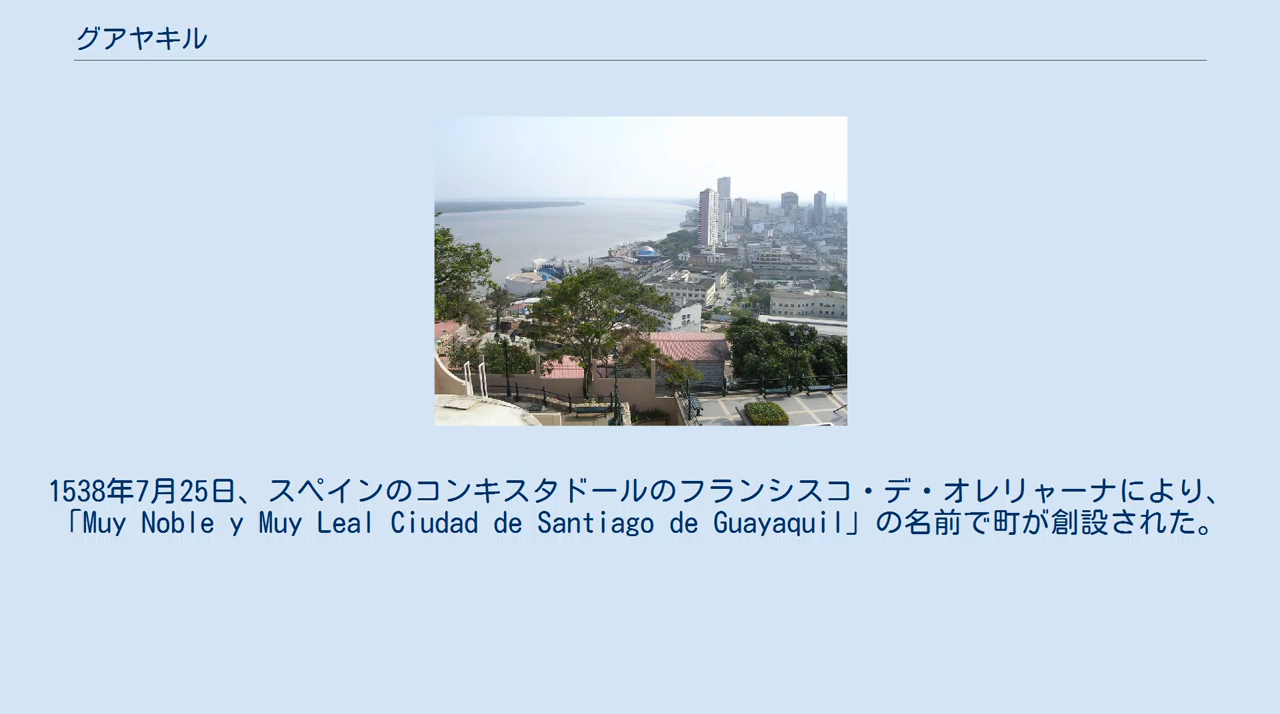 グアヤキル
1538年7月25日、スペインのコンキスタドールのフランシスコ・デ・オレリャーナにより、
「Muy Noble y Muy Leal Ciudad de Santiago de Guayaquil」の名前で町が創設された。